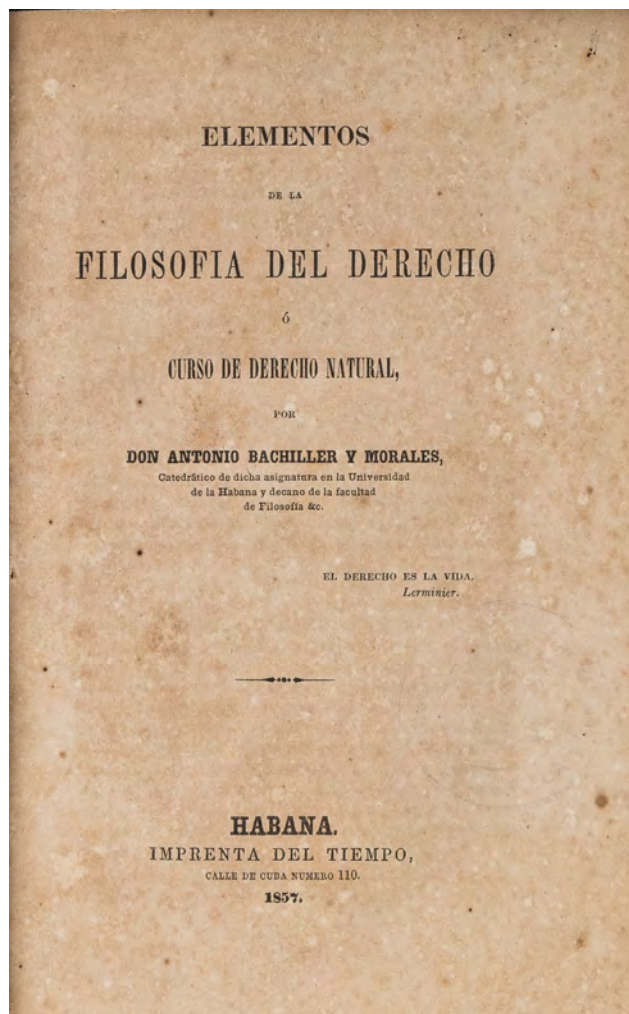 ELEMENTOS
DE LA
FILOSOFIA DEL DERECHO
ó
CURSO DE DERECHO NATURAL,
POR
DON ANTONIO BACHILLER Y MORALES,
Catedrático de dicha asignatura en la Universidad
de la Habana y decano de la facultad
de Filosofía &c.
EL DERECHO ES LA VIDA.
Lerminier.
HABANA.
IMPRENTA DEL TIEMPO,
CALLE DE CUBA NUMERO 110.
1857.